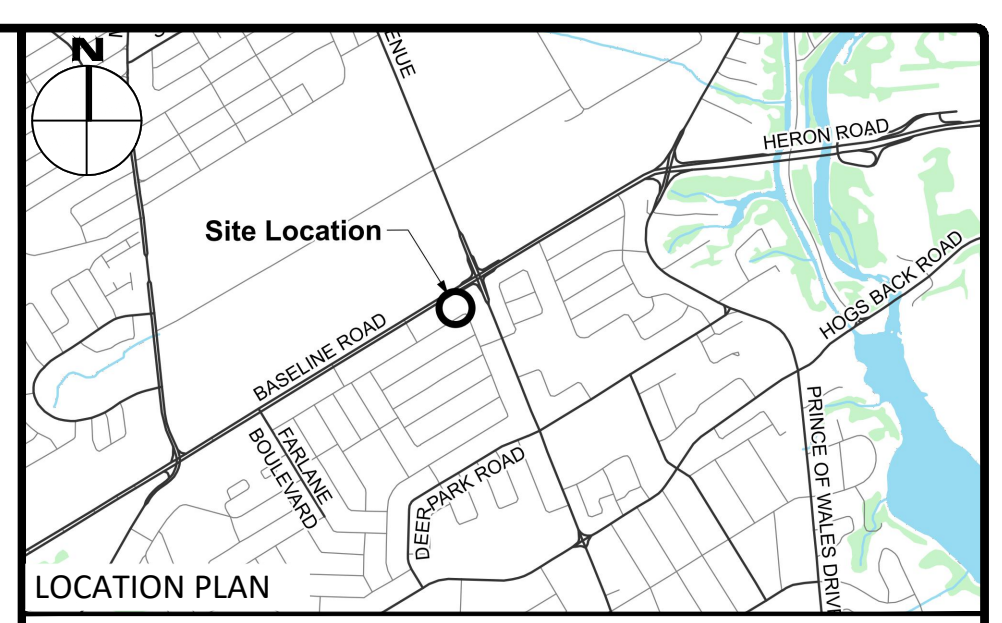 N
ENUE
HERON ROAD
Site Location
HOGS BACK ROAD
BASELINE ROAD
FARLANE
BOULEVARD
PRINCE OF WALES DRIVE
DEER PARK ROAD
LOCATION PLAN